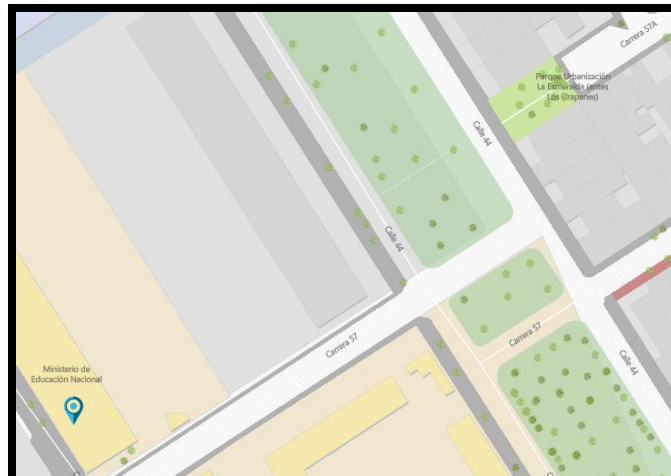 Carrera 57A
Parque Urbanización
La Esmeralda (antes
Los Urapanes)
Calle 44
Calle 44
Carrera 57
Carrera 57
Calle 44
Ministerio de
Educación Nacional